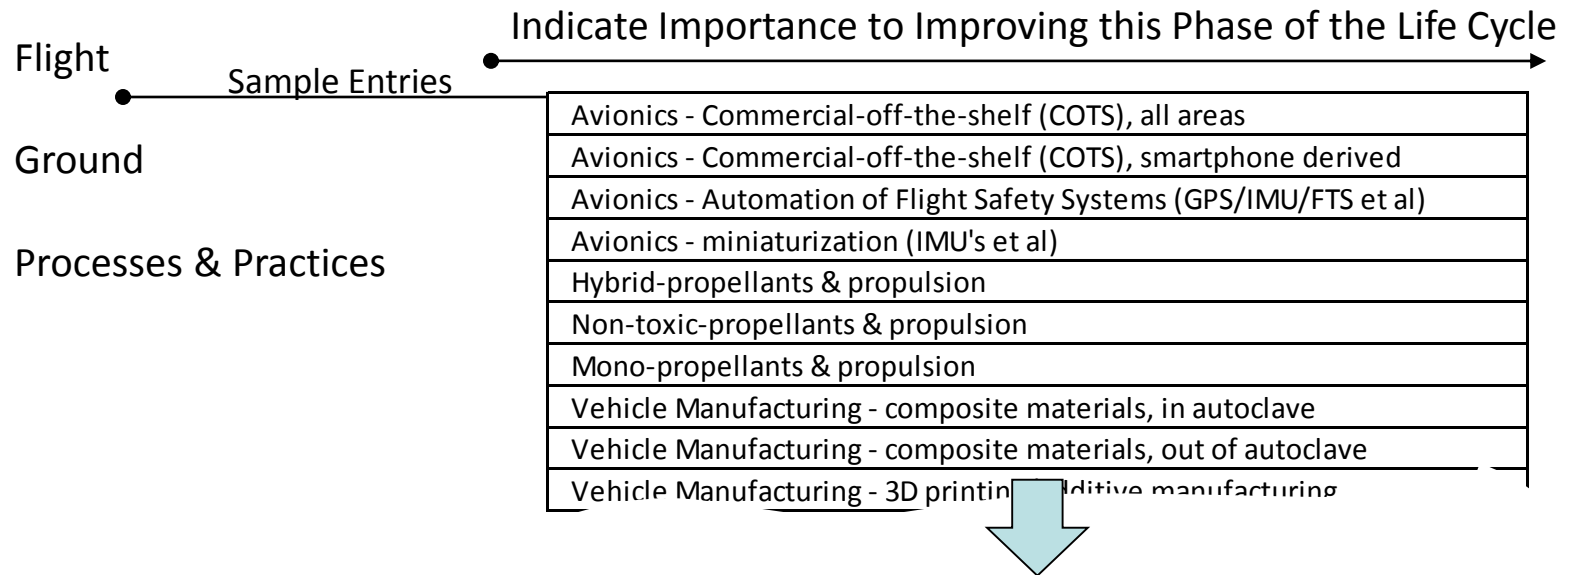 Indicate Importance to Improving this Phase of the Life Cycle
Flight
Sample Entries
Avionics - Commercial-off-the-shelf (COTS), all areas
Ground
Avionics - Commercial-off-the-shelf (COTS), smartphone derived
Avionics - Automation of Flight Safety Systems (GPS/IMU/FTS et al)
Processes & Practices
Avionics - miniaturization (IMU's et al)
Hybrid-propellants & propulsion
Non-toxic-propellants & propulsion
Mono-propellants & propulsion
Vehicle Manufacturing - composite materials, in autoclave
Vehicle Manufacturing - composite materials, out of autoclave
Vehicle Manufacturing - 3D manufacturing